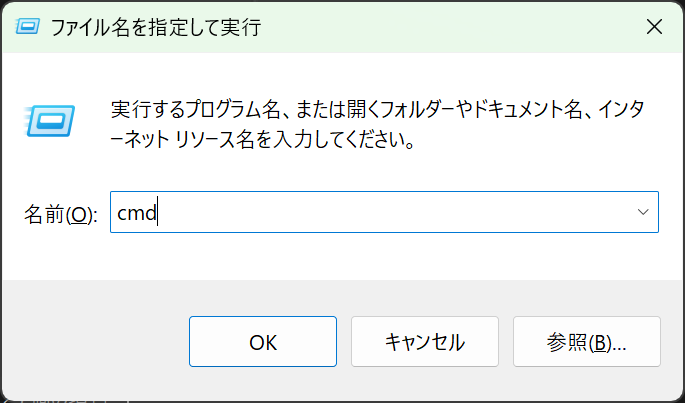 ファイル名を指定して実行
実行するプログラム名、または開くフォルダーやドキュメント名、インタ
ーネット リソース名を入力してください。
名前(O): cmd
OK キャンセル 参照(B)...